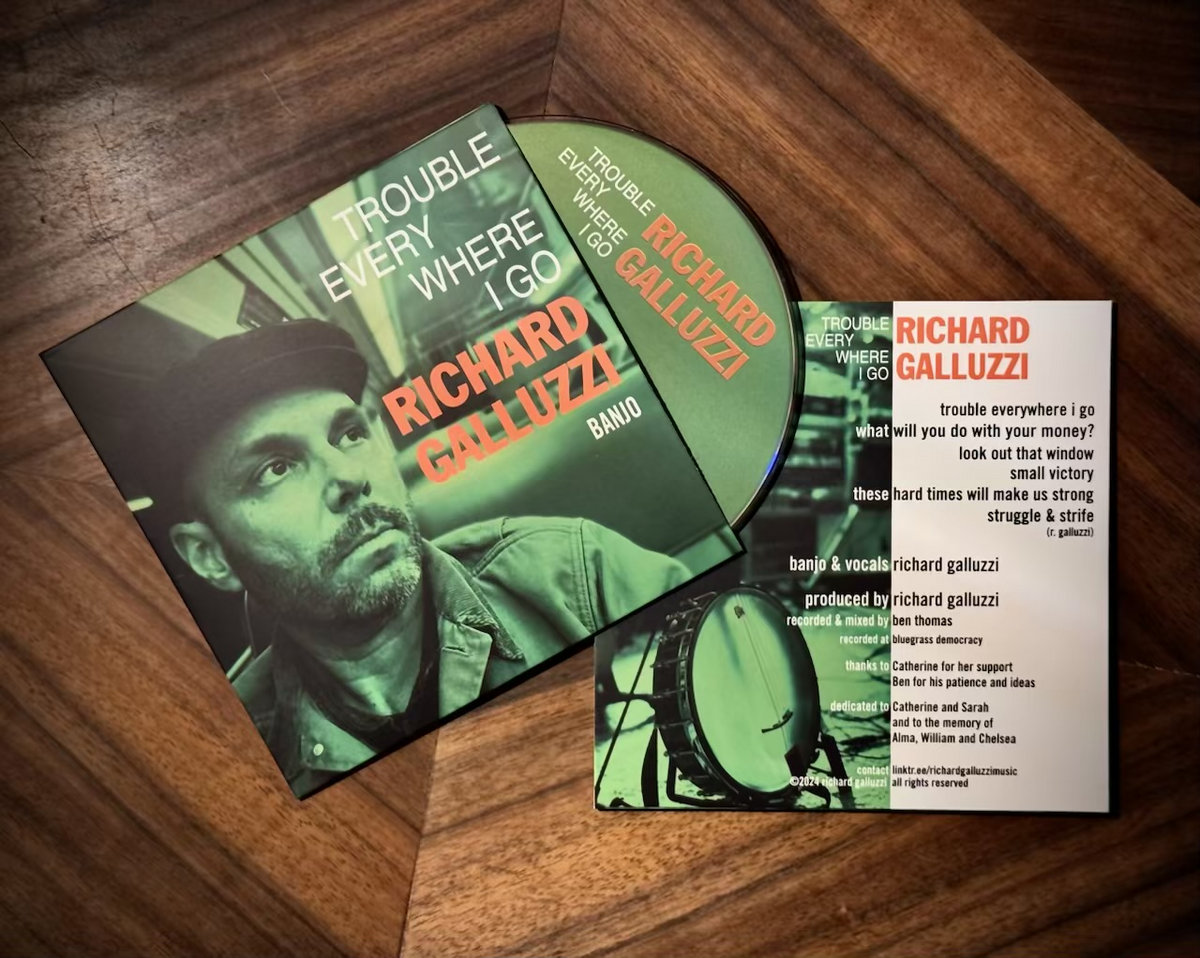 TROUBLE
EVERY
WHERE
I GO
RICHARD
GALLUZZI
BANJO
TROUBLE
EVERY
WHERE
I GO
RICHARD
GALLUZZI
TROUBLE
EVERY
WHERE
I GO
RICHARD
GALLUZZI
trouble everywhere i go
what will you do with your money?
look out that window
small victory
these hard times will make us strong
struggle & strife
(r. galluzzi)
banjo & vocals richard galluzzi
produced by richard galluzzi
recorded & mixed by ben thomas
recorded at bluegrass democracy
thanks to Catherine for her support
Ben for his patience and ideas
dedicated to Catherine and Sarah
and to the memory of
Alma, William and Chelsea
contact linktr.ee/richardgalluzzimusic
©2024 richard galluzzi all rights reserved